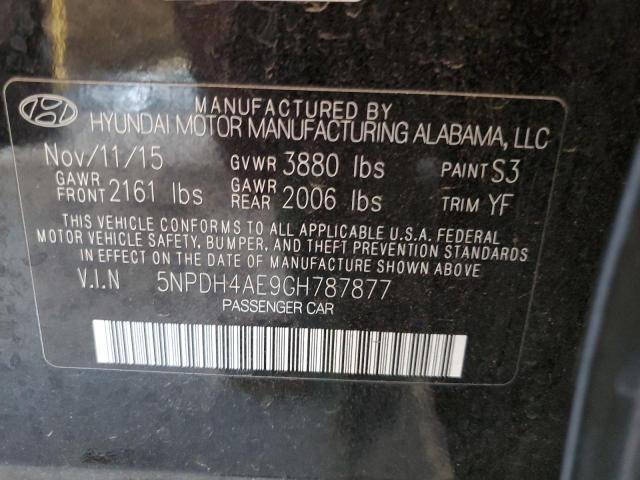 MANUFACTURED BY
HYUNDAI MOTOR MANUFACTURING ALABAMA, LLC
Nov/11/15 GVWR 3880 lbs PAINT S3
GAWR FRONT 2161 lbs GAWR REAR 2006 lbs TRIM YF
THIS VEHICLE CONFORMS TO ALL APPLICABLE U.S.A. FEDERAL
MOTOR VEHICLE SAFETY, BUMPER, AND THEFT PREVENTION STANDARDS
IN EFFECT ON THE DATE OF MANUFACTURE SHOWN ABOVE.
V.I.N 5NPDH4AE9GH787877
PASSENGER CAR